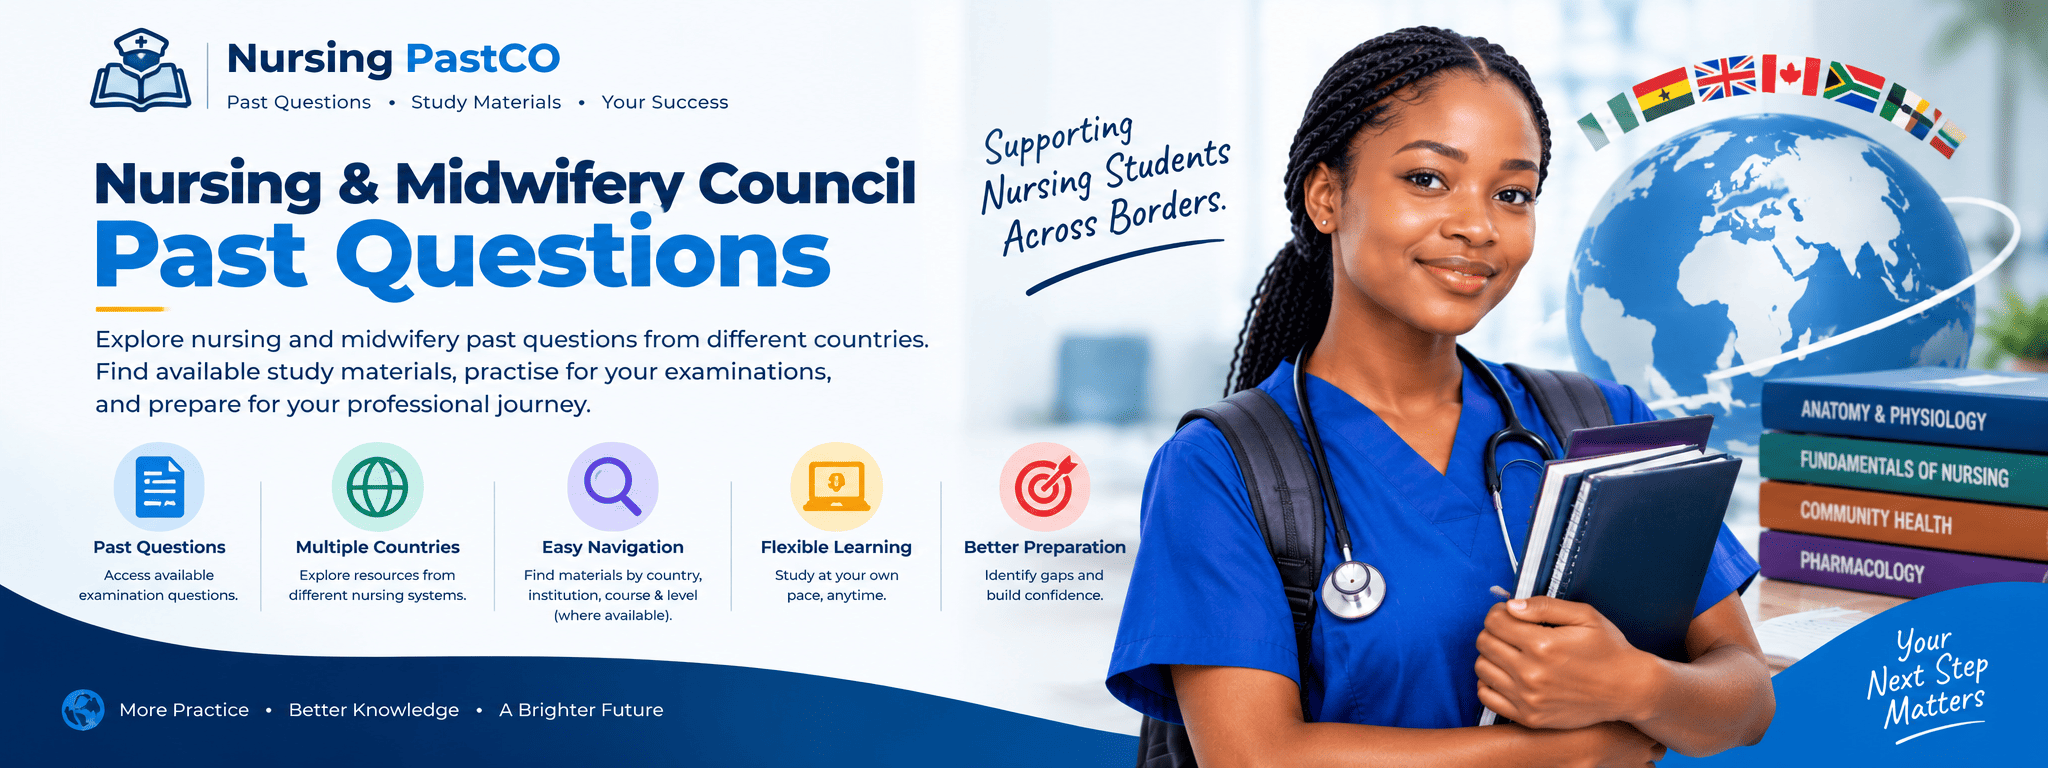 Nursing PastCO
Past Questions • Study Materials • Your Success
Nursing & Midwifery Council
Past Questions
Explore nursing and midwifery past questions from different countries.
Find available study materials, practise for your examinations,
and prepare for your professional journey.
Past Questions
Access available
examination questions.
Multiple Countries
Explore resources from
different nursing systems.
Easy Navigation
Find materials by country,
institution, course & level
(where available).
Flexible Learning
Study at your own
pace, anytime.
Better Preparation
Identify gaps and
build confidence.
More Practice • Better Knowledge • A Brighter Future
Supporting
Nursing Students
Across Borders.
ANATOMY & PHYSIOLOGY
FUNDAMENTALS OF NURSING
COMMUNITY HEALTH
PHARMACOLOGY
Your
Next Step
Matters